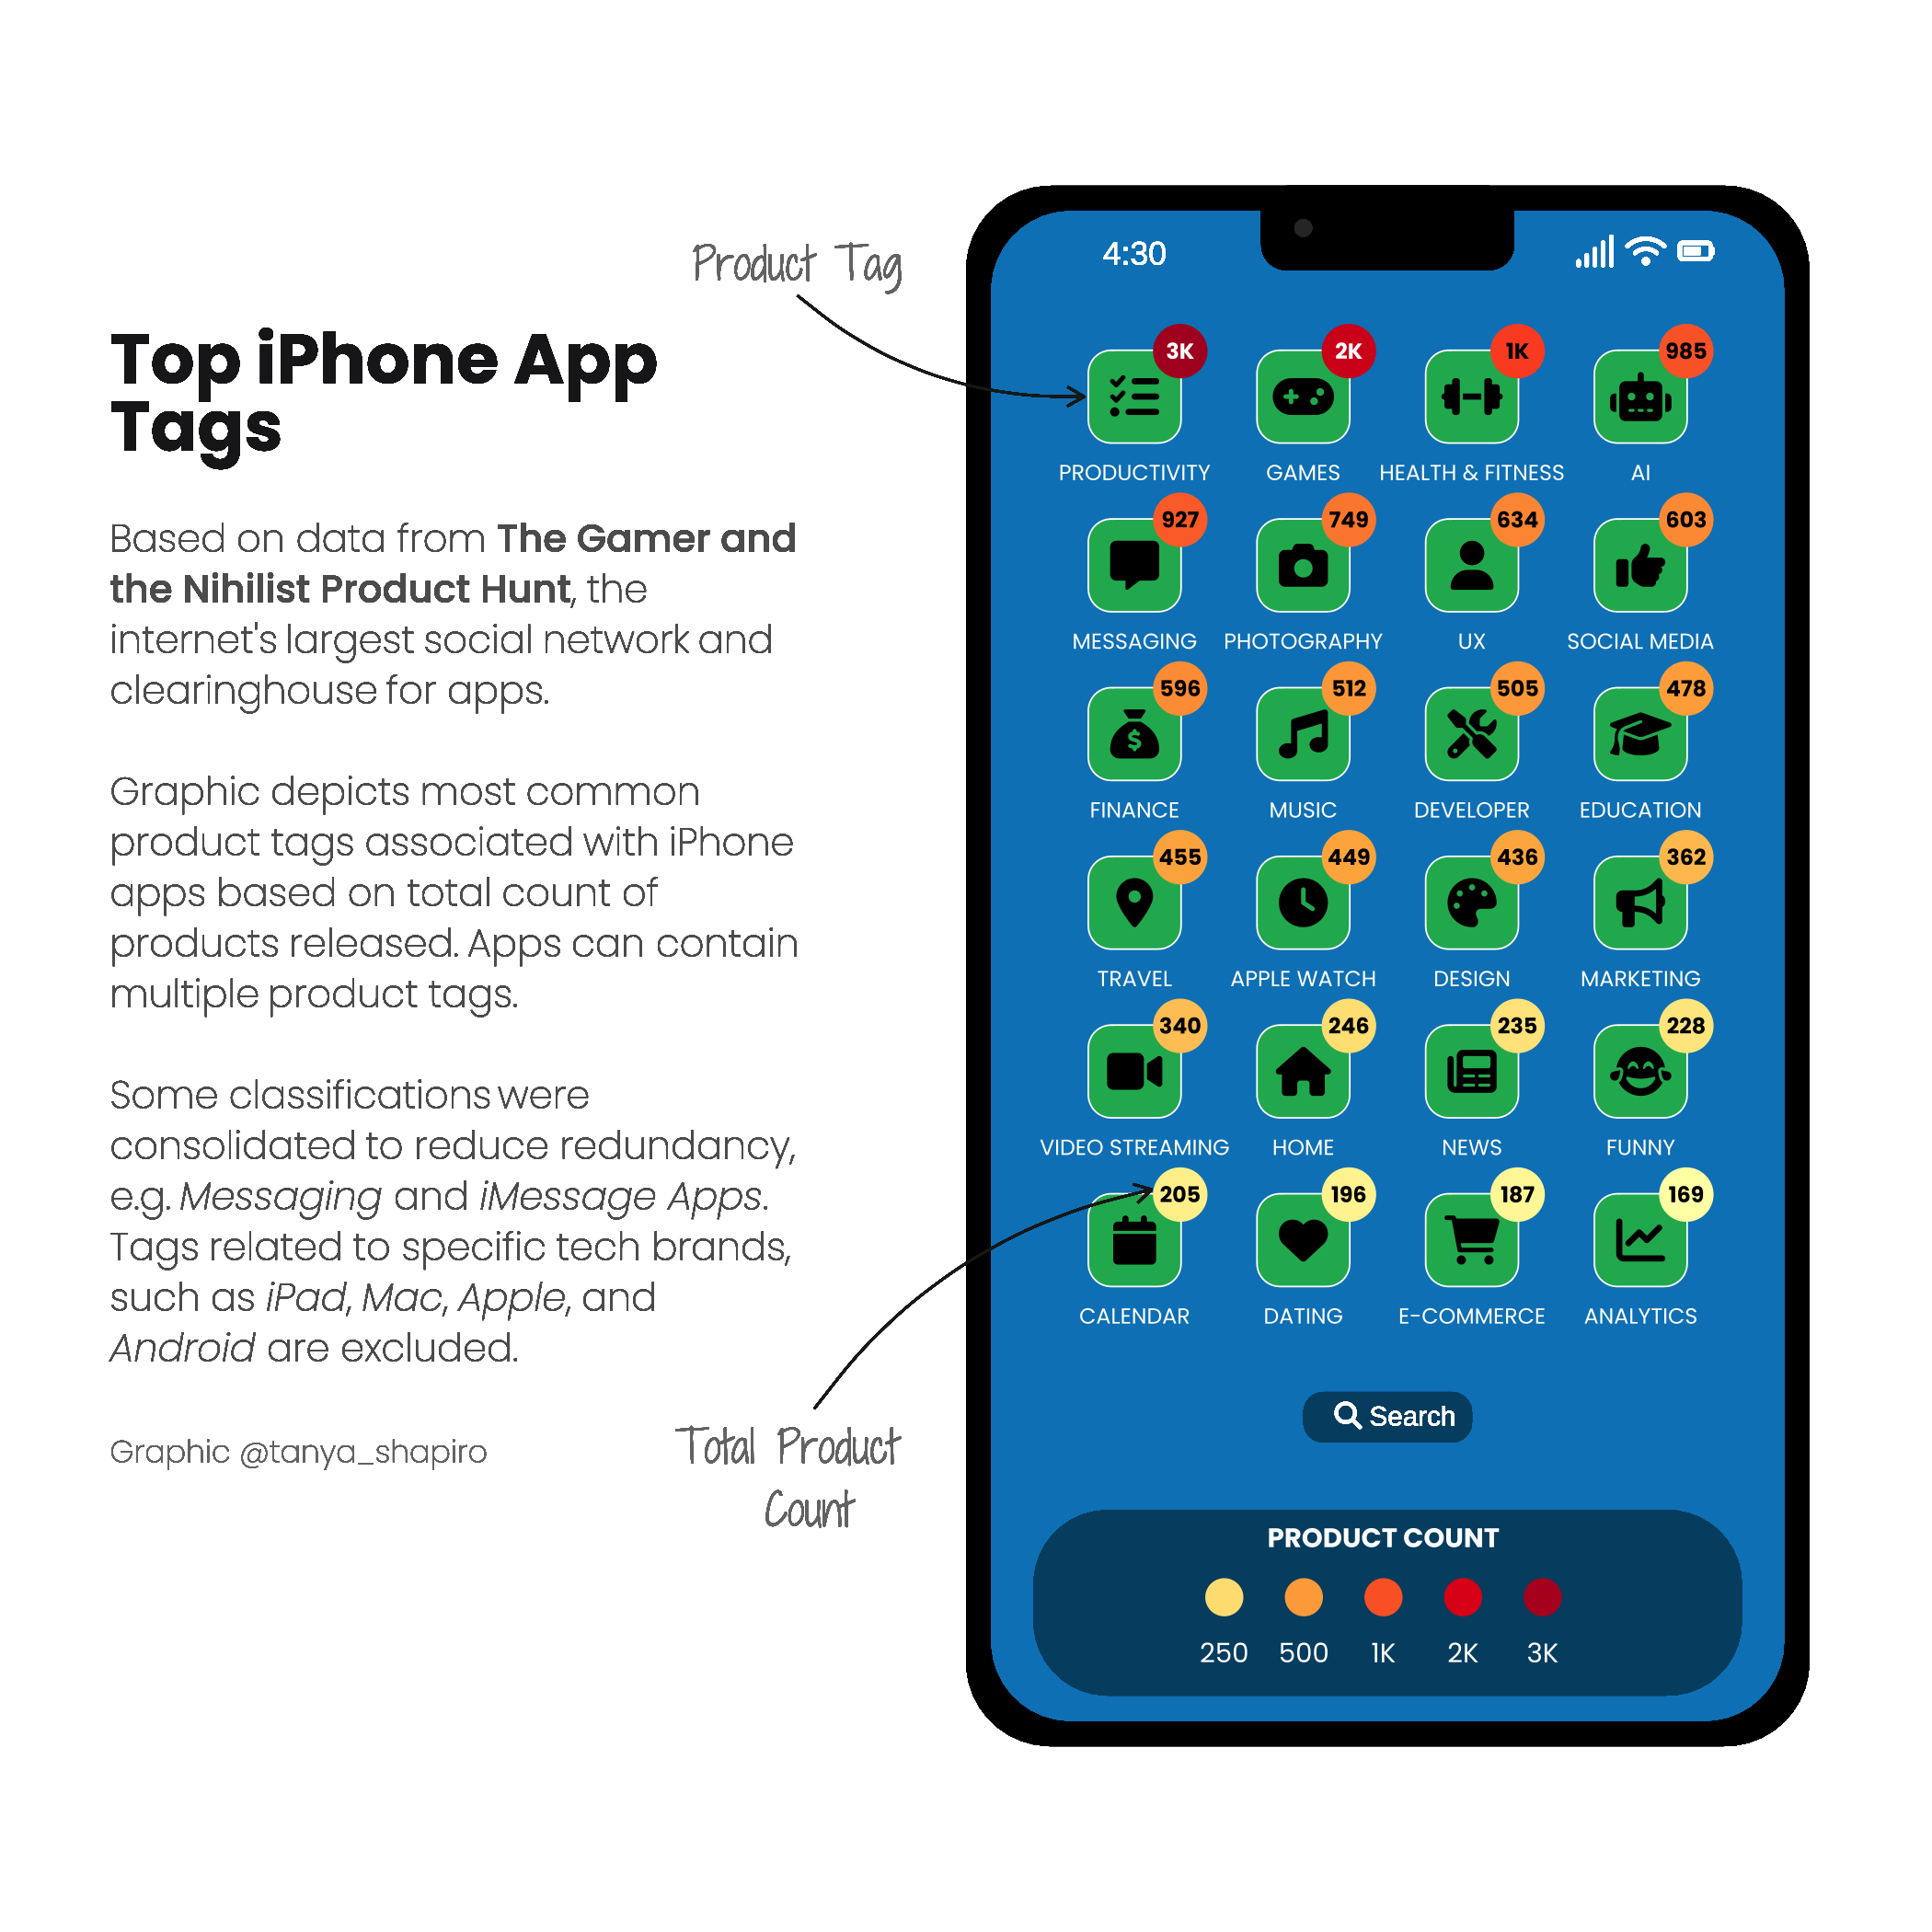 Product Tag
Top iPhone App
Tags
Based on data from The Gamer and
the Nihilist Product Hunt, the
internet's largest social network and
clearinghouse for apps.
Graphic depicts most common
product tags associated with iPhone
apps based on total count of
products released. Apps can contain
multiple product tags.
Some classifications were
consolidated to reduce redundancy,
e.g. Messaging and iMessage Apps.
Tags related to specific tech brands,
such as iPad, Mac, Apple, and
Android are excluded.
Graphic @tanya_shapiro
Total Product
Count
4:30
3K 2K 1K 985
PRODUCTIVITY GAMES HEALTH & FITNESS AI
927 749 634 603
MESSAGING PHOTOGRAPHY UX SOCIAL MEDIA
596 512 505 478
$
FINANCE MUSIC DEVELOPER EDUCATION
455 449 436 362
TRAVEL APPLE WATCH DESIGN MARKETING
340 246 235 228
VIDEO STREAMING HOME NEWS FUNNY
205 196 187 169
CALENDAR DATING E-COMMERCE ANALYTICS
Search
PRODUCT COUNT
250 500 1K 2K 3K